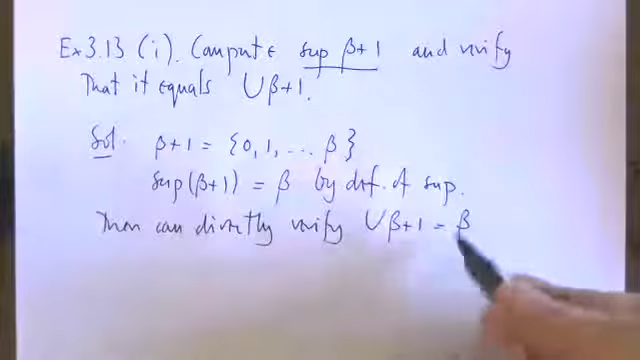 Ex 3.13 (i). Compute sup β+1 and verify
That it equals ∪β+1.
Sol. β+1 = {0, 1, ... β}
sup(β+1) = β by def. of sup.
Then can directly verify ∪β+1 = β